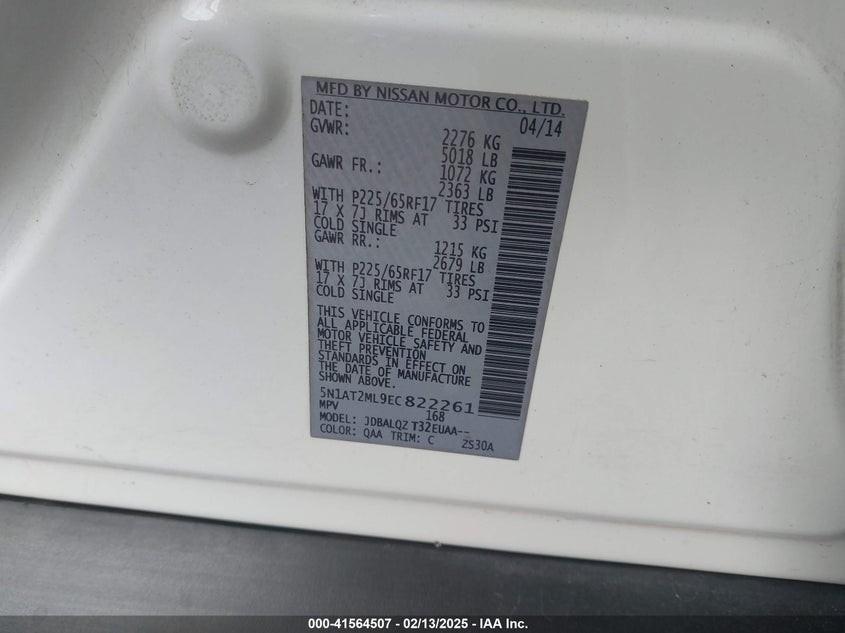 MFD BY NISSAN MOTOR CO., LTD.
DATE: 04/14
GVWR: 2276 KG
5018 LB
GAWR FR.: 1072 KG
2363 LB
WITH P225/65RF17 TIRES
17 X 7J RIMS AT 33 PSI
COLD SINGLE
GAWR RR.: 1215 KG
2679 LB
WITH P225/65RF17 TIRES
17 X 7J RIMS AT 33 PSI
COLD SINGLE
THIS VEHICLE CONFORMS TO
ALL APPLICABLE FEDERAL
MOTOR VEHICLE SAFETY AND
THEFT PREVENTION
STANDARDS IN EFFECT ON
THE DATE OF MANUFACTURE
SHOWN ABOVE.
5N1AT2ML9EC822261
MPV 168
MODEL: JDBALQZ T32EUAA--
COLOR: QAA TRIM: C 2S30A
000-41564507 - 02/13/2025 - IAA Inc.